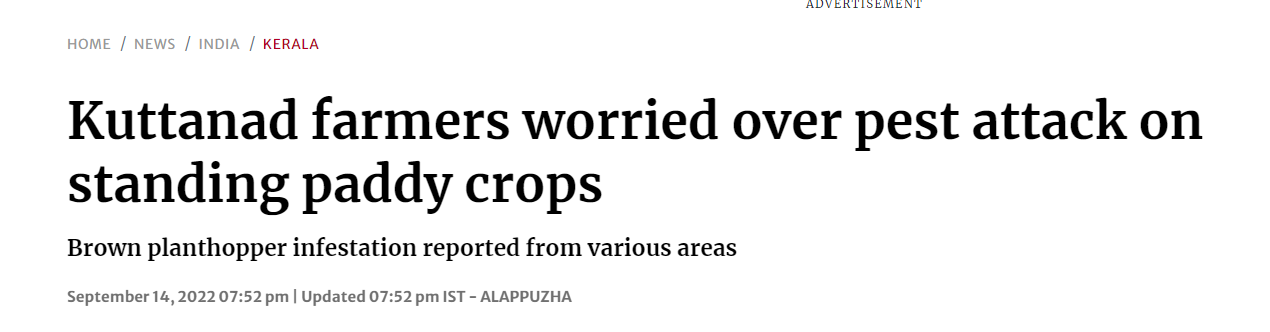 ADVERTISEMENT
HOME / NEWS / INDIA / KERALA
Kuttanad farmers worried over pest attack on
standing paddy crops
Brown planthopper infestation reported from various areas
September 14, 2022 07:52 pm | Updated 07:52 pm IST - ALAPPUZHA